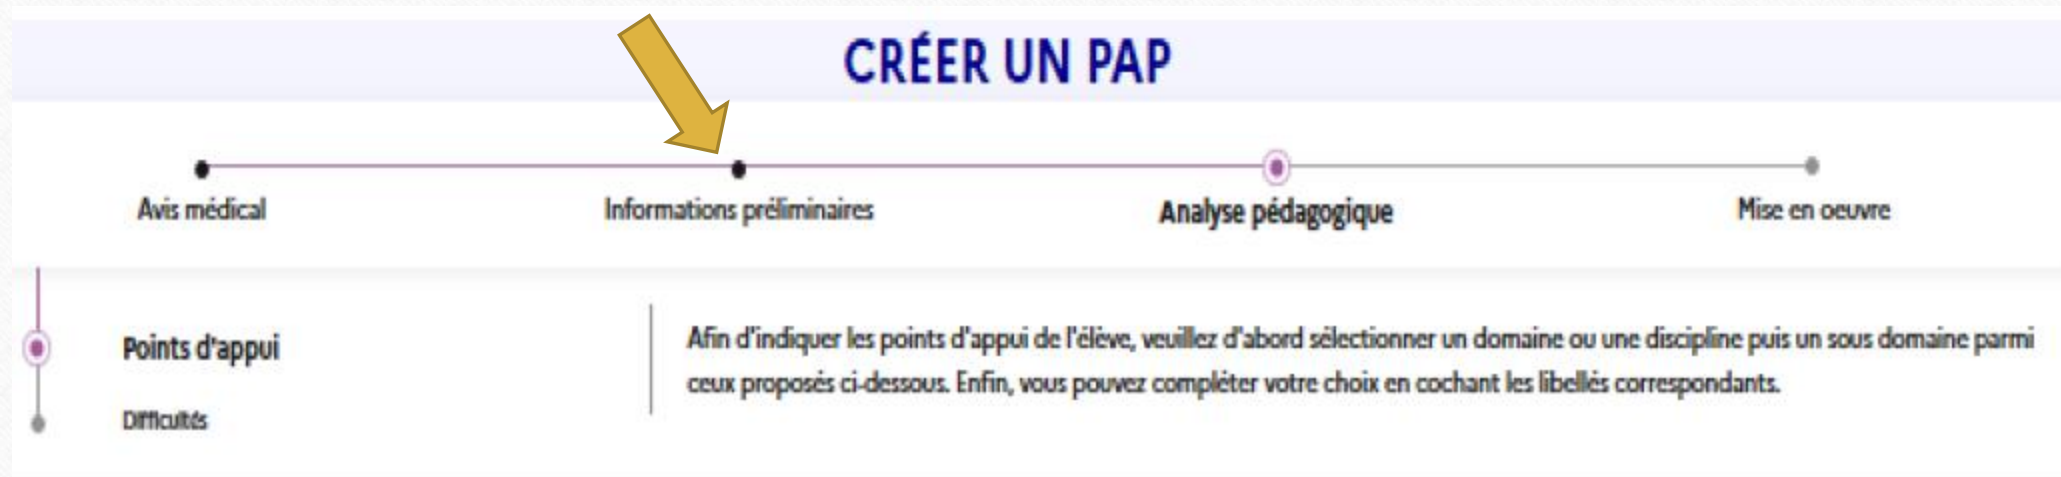 CRÉER UN PAP
Avis médical
Informations préliminaires
Analyse pédagogique
Mise en oeuvre
Points d'appui
Afin d'indiquer les points d'appui de l'élève, veuillez d'abord sélectionner un domaine ou une discipline puis un sous domaine parmi
ceux proposés ci-dessous. Enfin, vous pouvez compléter votre choix en cochant les libellés correspondants.
Difficultés